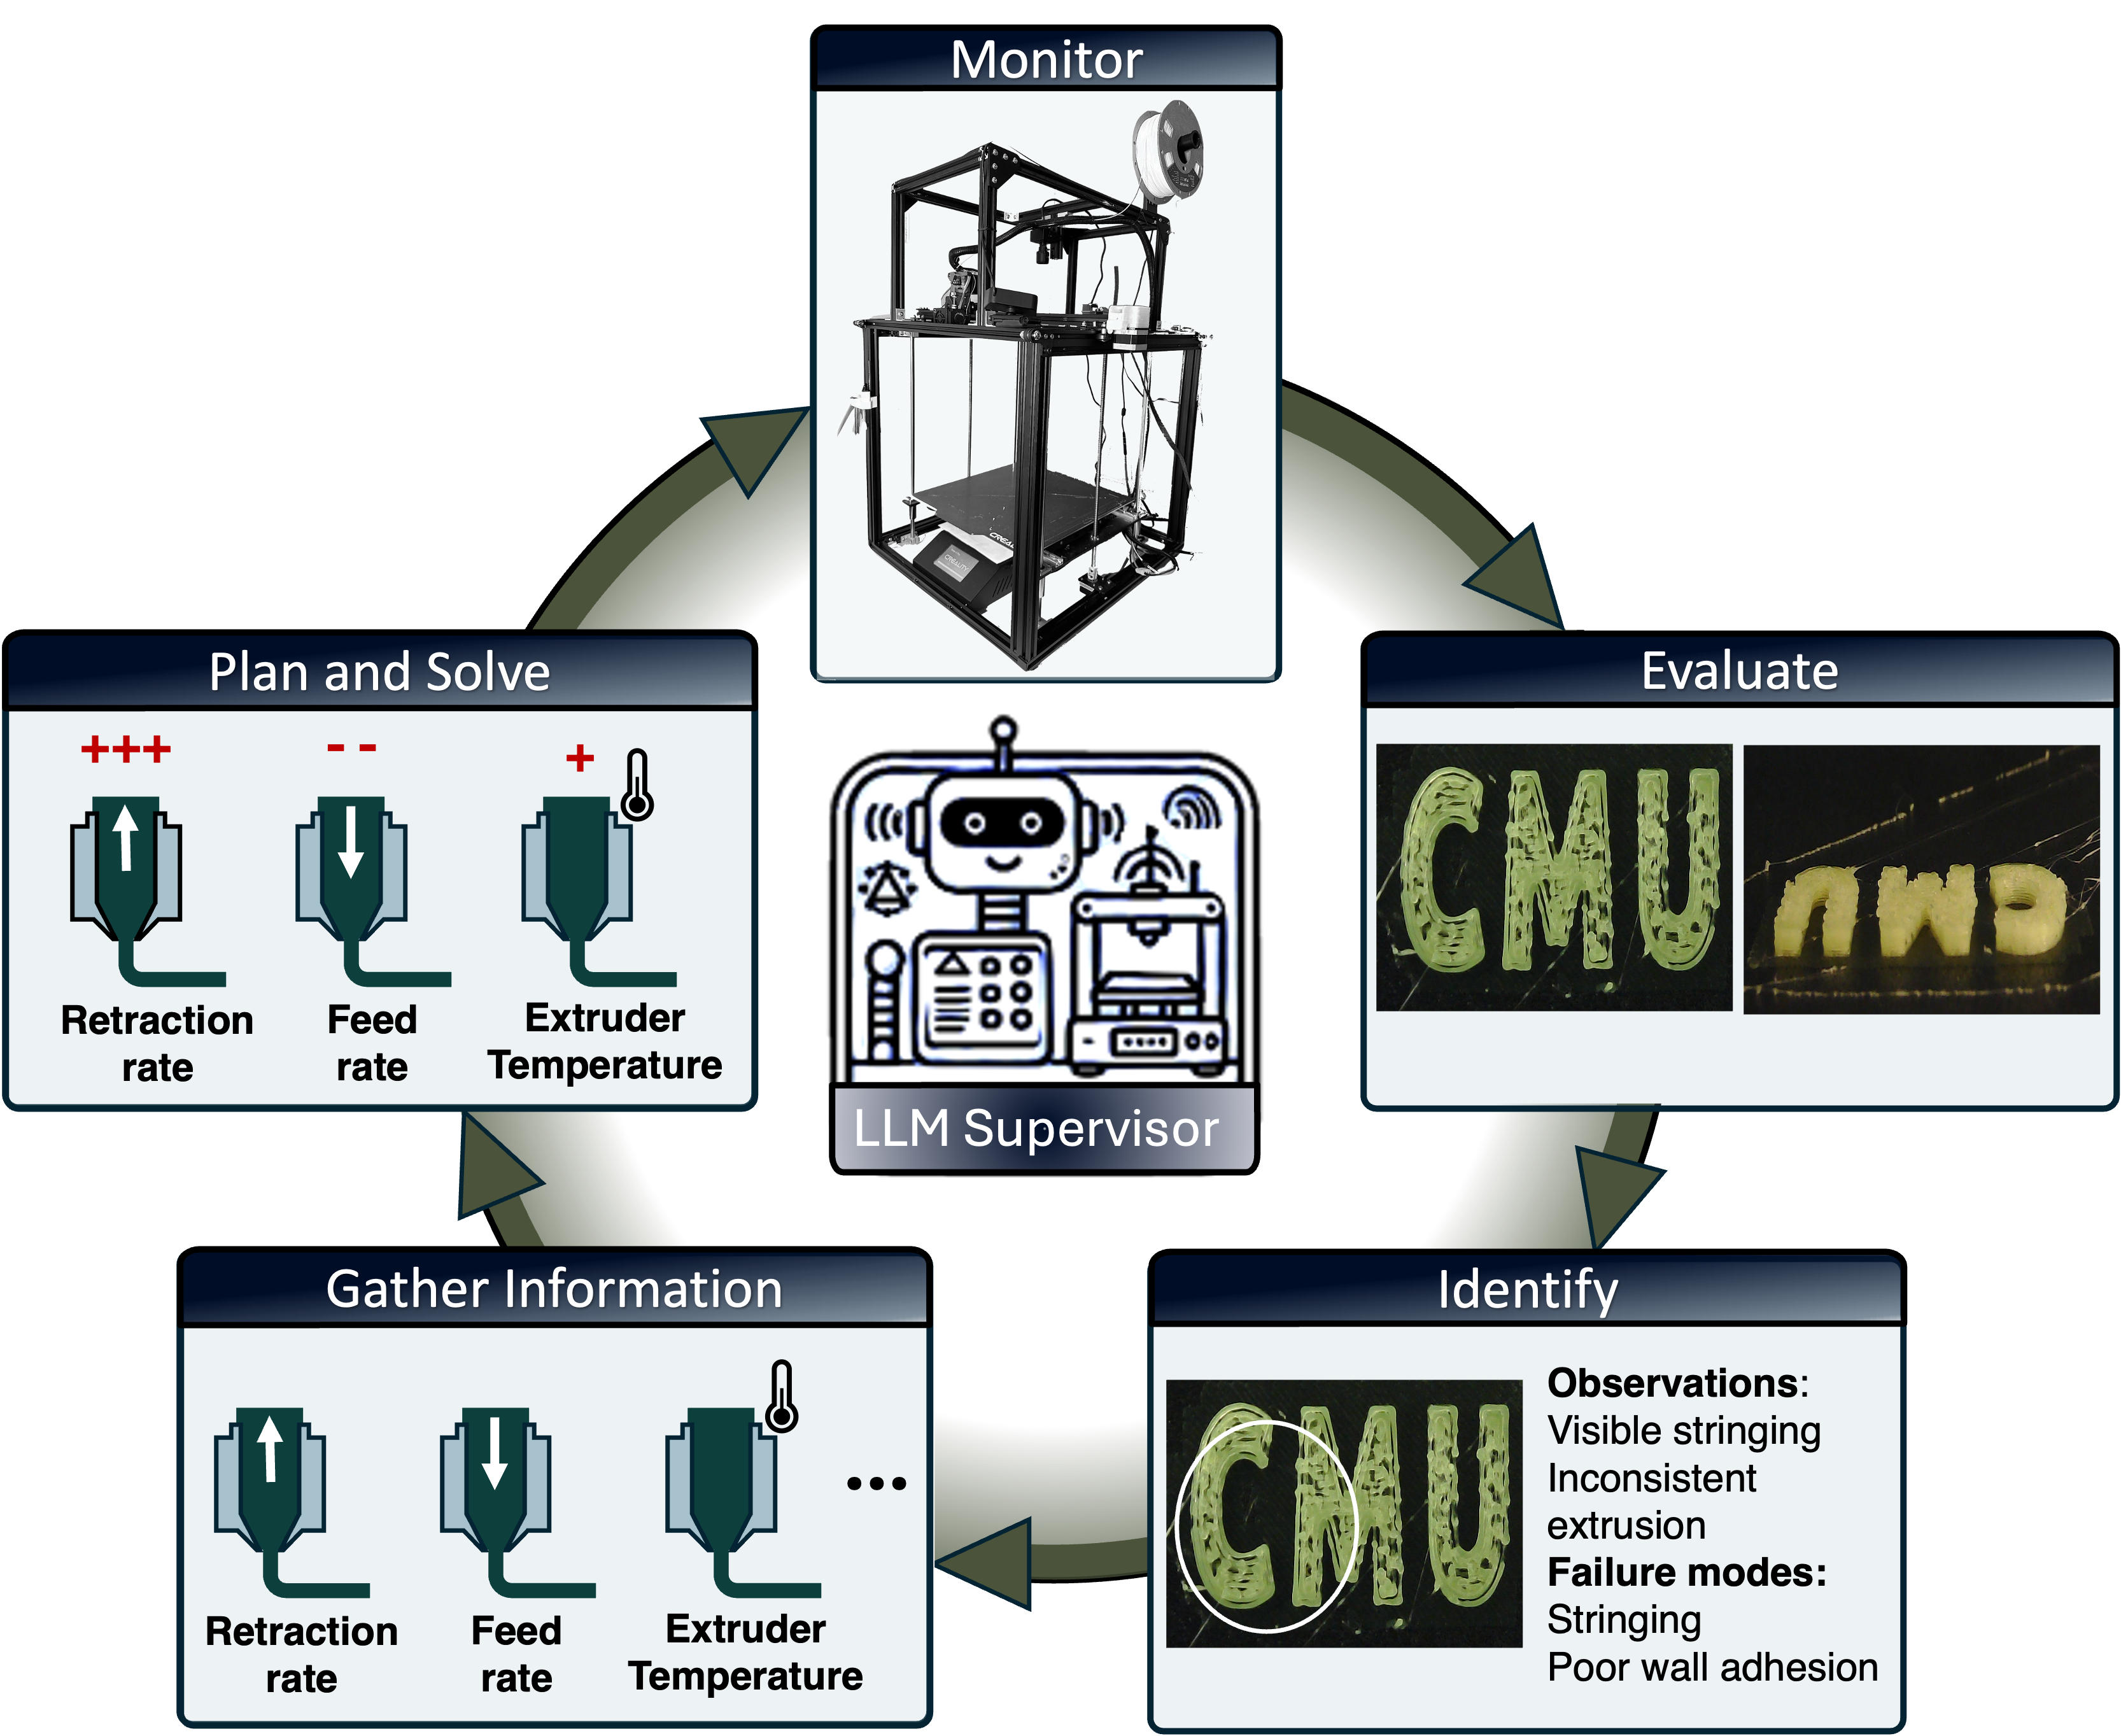 Monitor
CREALITY
Plan and Solve
+++
- -
+
Retraction
rate
Feed
rate
Extruder
Temperature
LLM Supervisor
Evaluate
CMU
CMU
Gather Information
Retraction
rate
Feed
rate
Extruder
Temperature
...
Identify
CMU
Observations:
Visible stringing
Inconsistent
extrusion
Failure modes:
Stringing
Poor wall adhesion